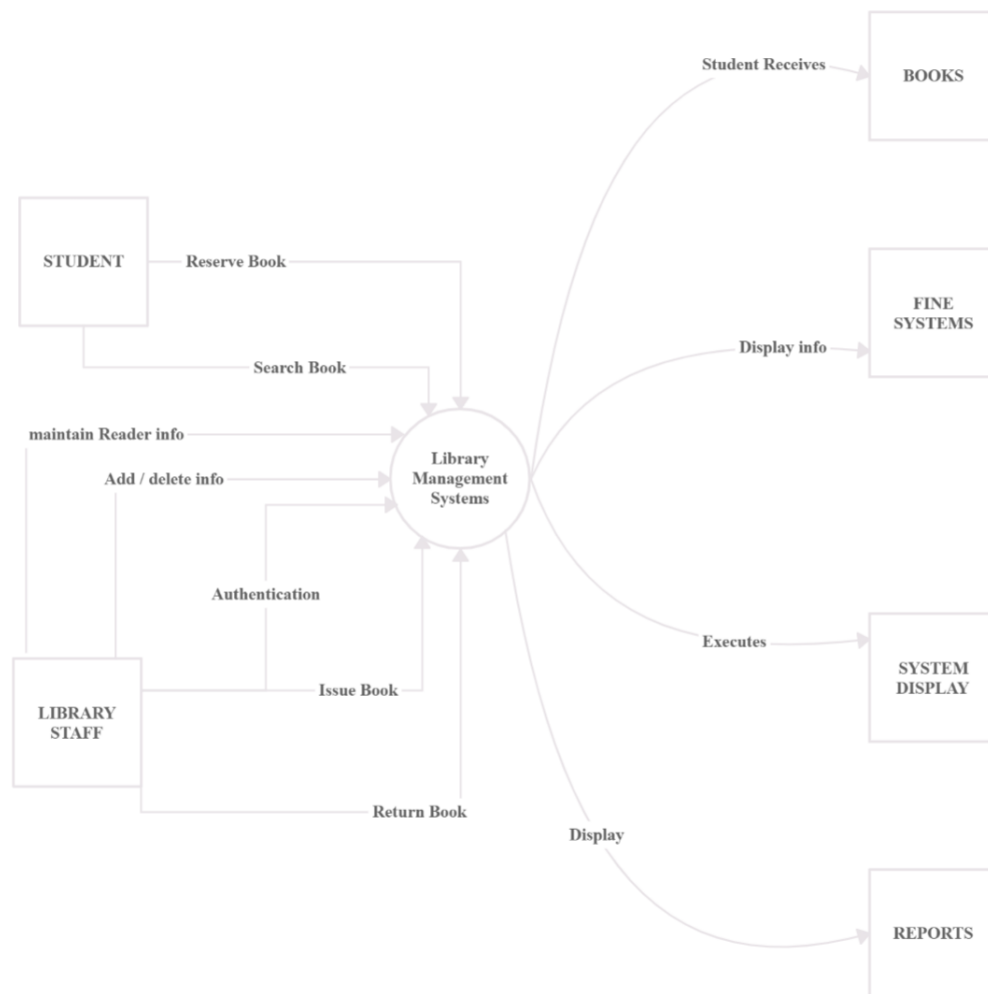 Student Receives
BOOKS
STUDENT
Reserve Book
FINE
SYSTEMS
Display info
Search Book
maintain Reader info
Add / delete info
Library
Management
Systems
Authentication
Executes
SYSTEM
DISPLAY
Issue Book
LIBRARY
STAFF
Return Book
Display
REPORTS